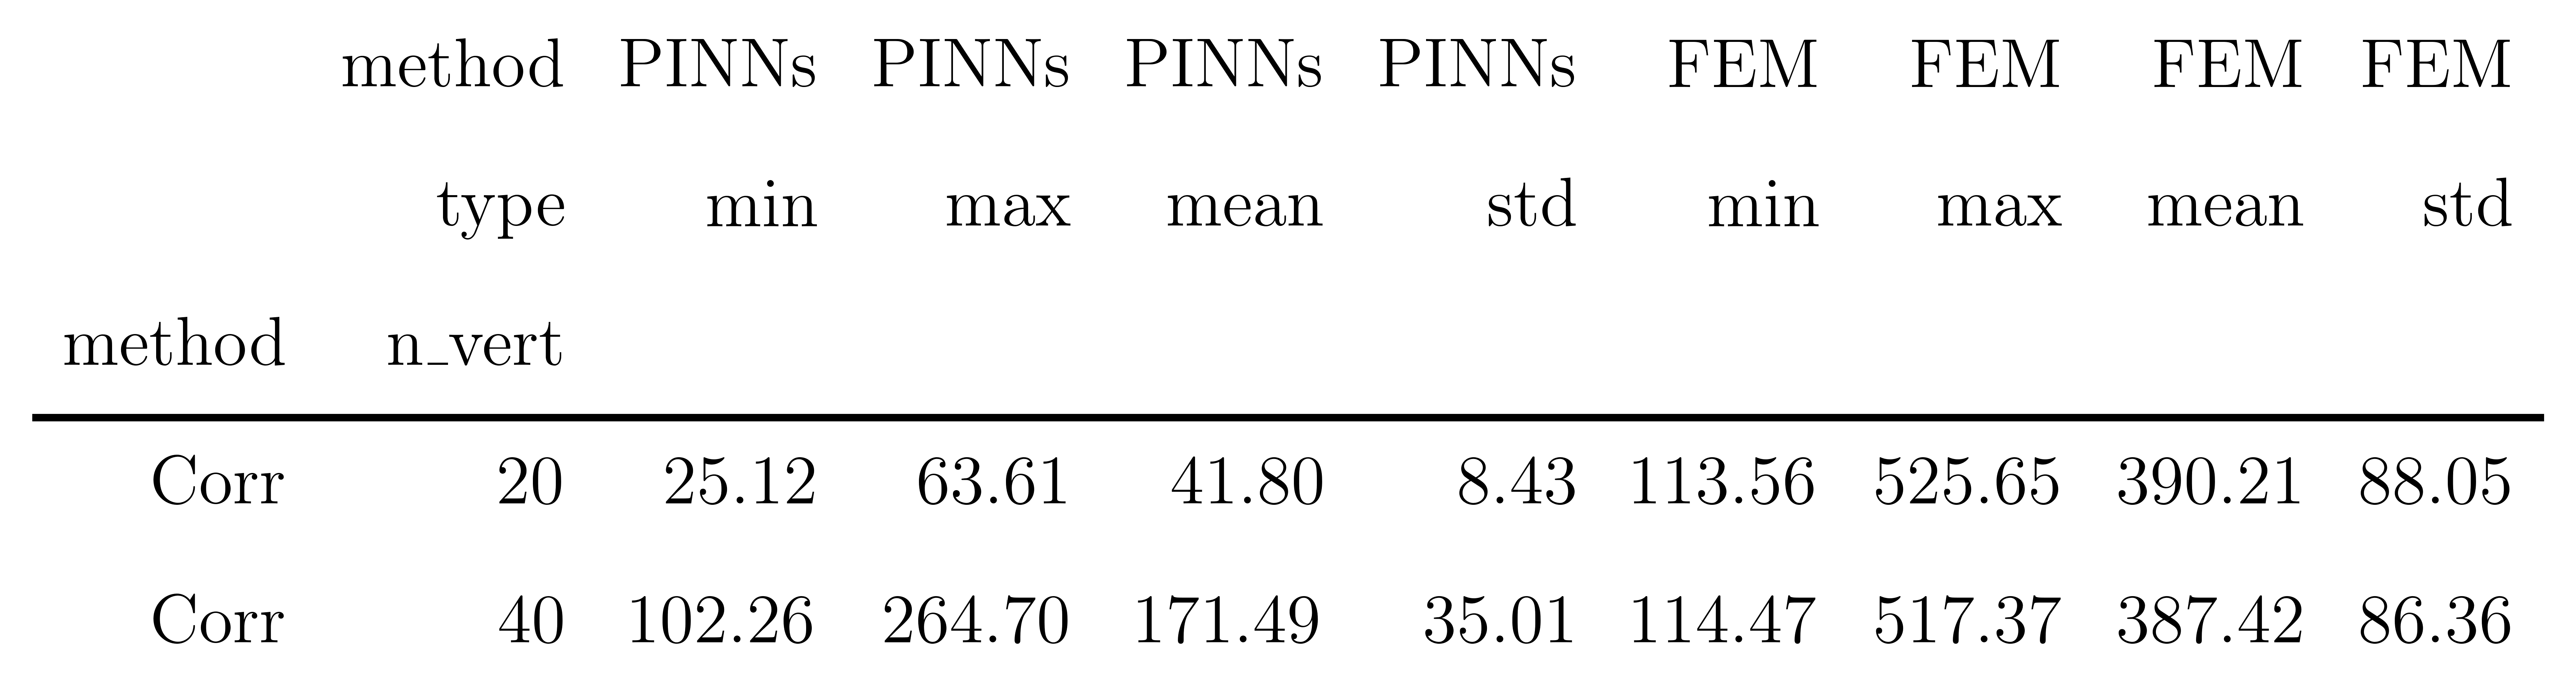 method PINNs PINNs PINNs PINNs FEM FEM FEM FEM
type min max mean std min max mean std
method n_vert
Corr 20 25.12 63.61 41.80 8.43 113.56 525.65 390.21 88.05
Corr 40 102.26 264.70 171.49 35.01 114.47 517.37 387.42 86.36